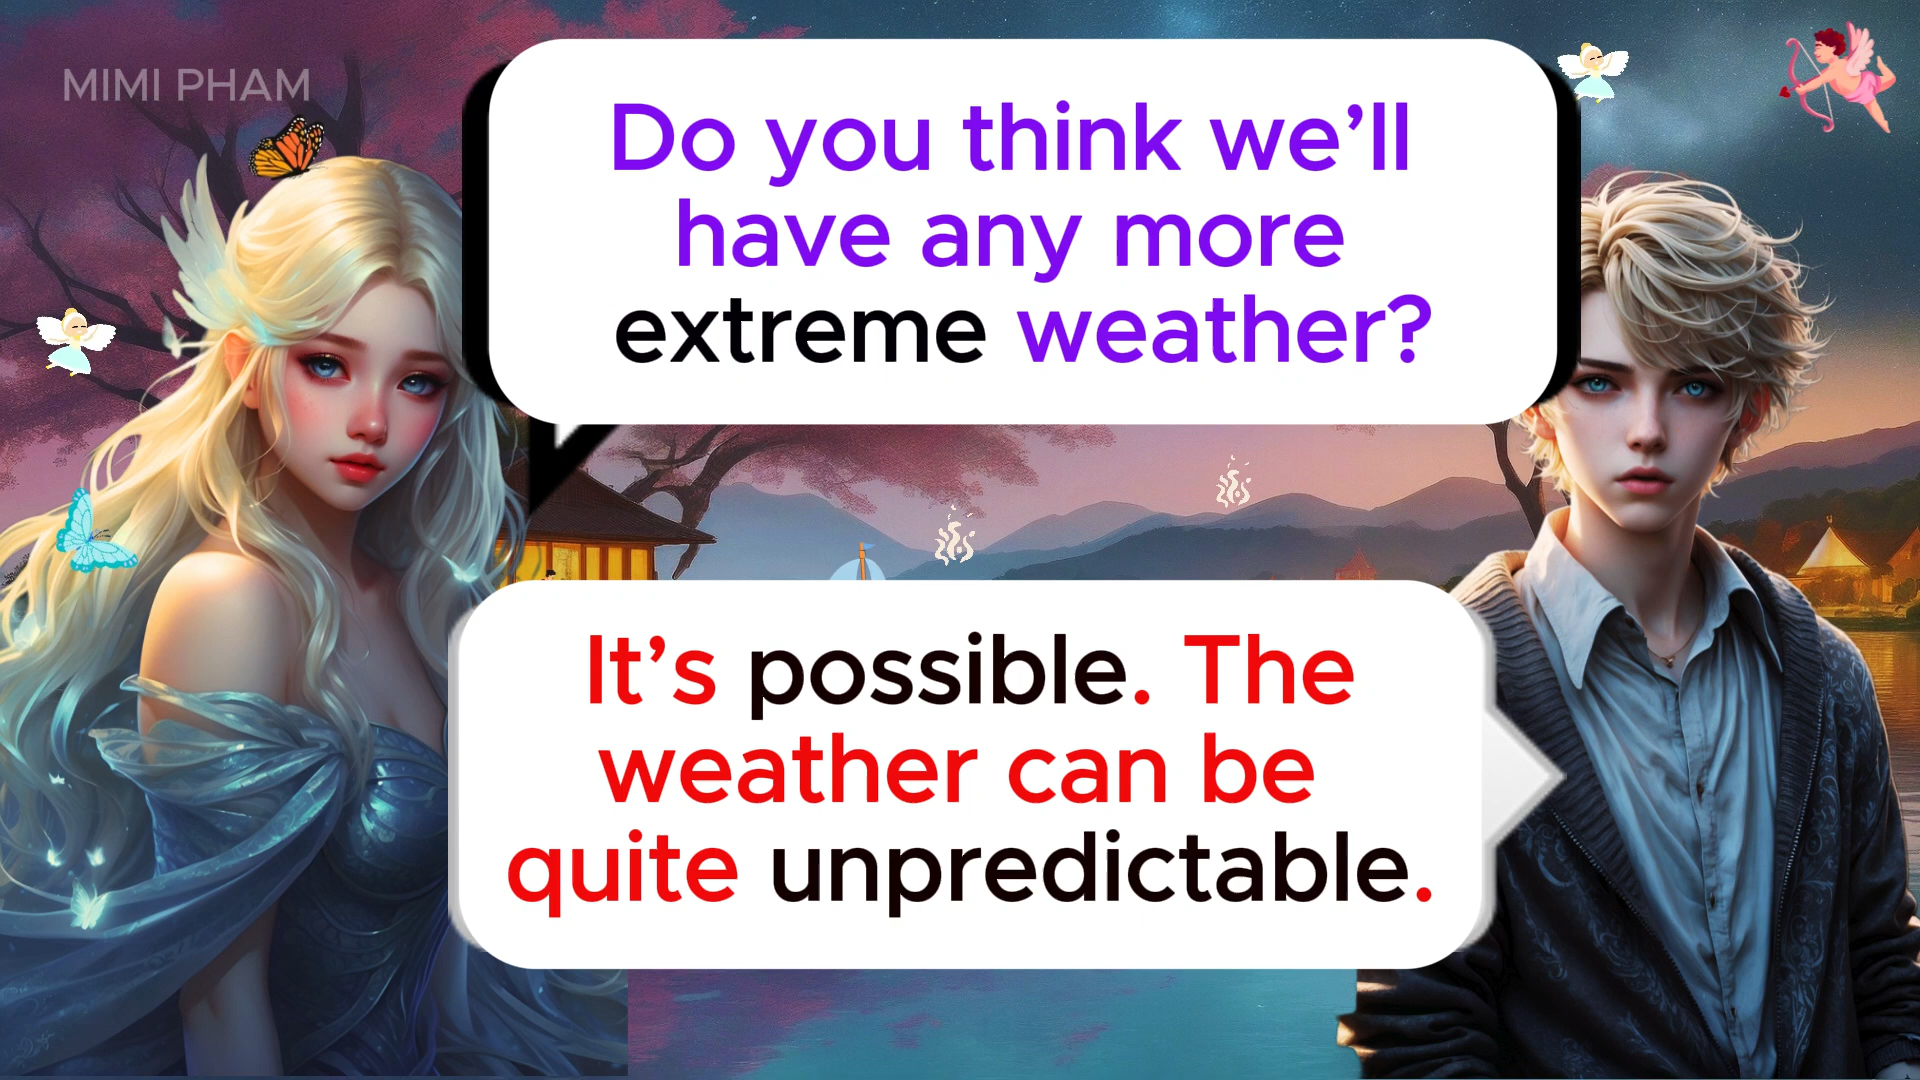 MIMI PHAM
Do you think we’ll
have any more
extreme weather?
It’s possible. The
weather can be
quite unpredictable.